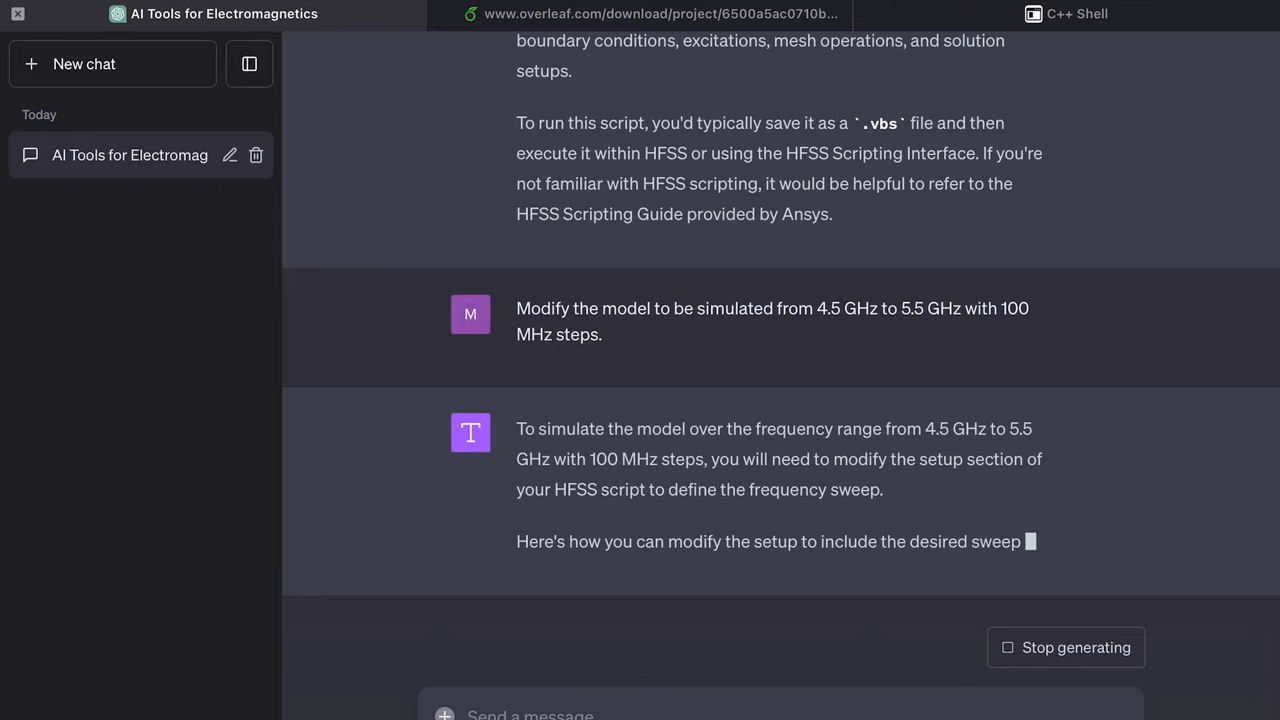 AI Tools for Electromagnetics
www.overleaf.com/download/project/6500a5ac0710b...
C++ Shell
New chat
Today
AI Tools for Electromag
boundary conditions, excitations, mesh operations, and solution
setups.
To run this script, you'd typically save it as a `.vbs` file and then
execute it within HFSS or using the HFSS Scripting Interface. If you're
not familiar with HFSS scripting, it would be helpful to refer to the
HFSS Scripting Guide provided by Ansys.
M
Modify the model to be simulated from 4.5 GHz to 5.5 GHz with 100
MHz steps.
T
To simulate the model over the frequency range from 4.5 GHz to 5.5
GHz with 100 MHz steps, you will need to modify the setup section of
your HFSS script to define the frequency sweep.
Here's how you can modify the setup to include the desired sweep
Stop generating
Send a message